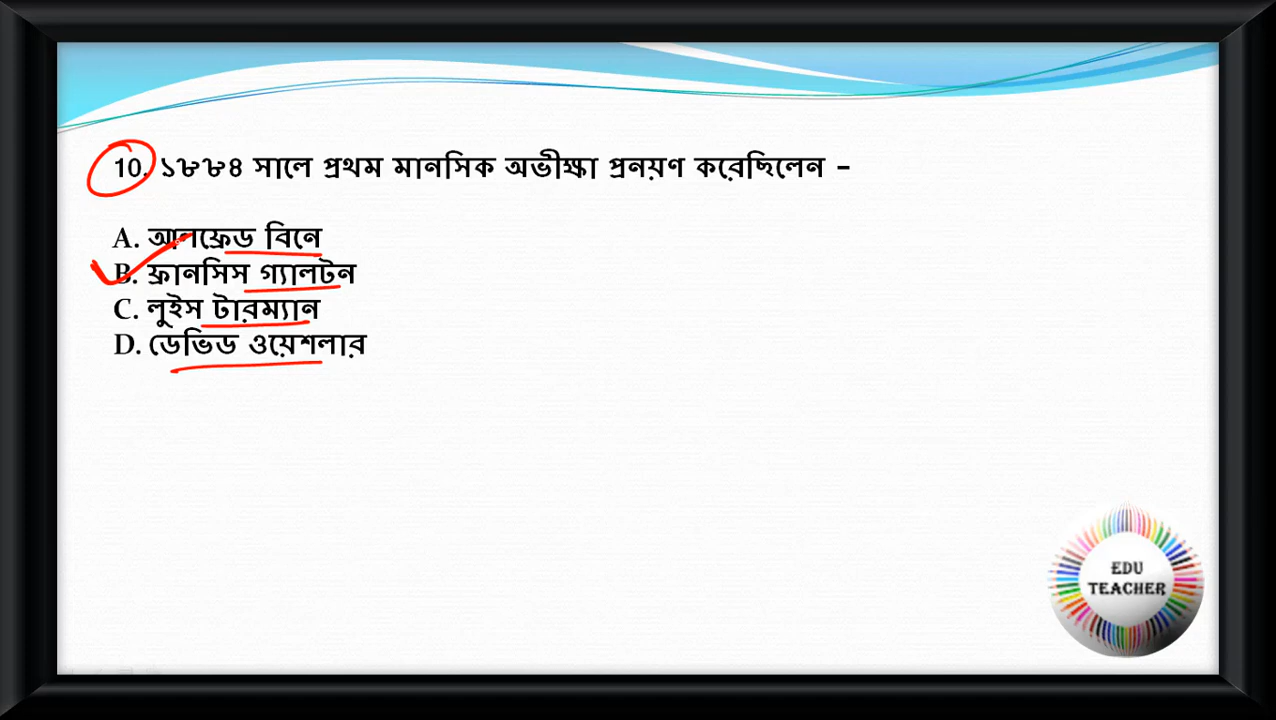 10. ১৮৮৪ সালে প্রথম মানসিক অভীক্ষা প্রনয়ণ করেছিলেন –
A. আলফ্রেড বিনে
B. ফ্রানসিস গ্যালটন
C. লুইস টারম্যান
D. ডেভিড ওয়েশলার
EDU
TEACHER